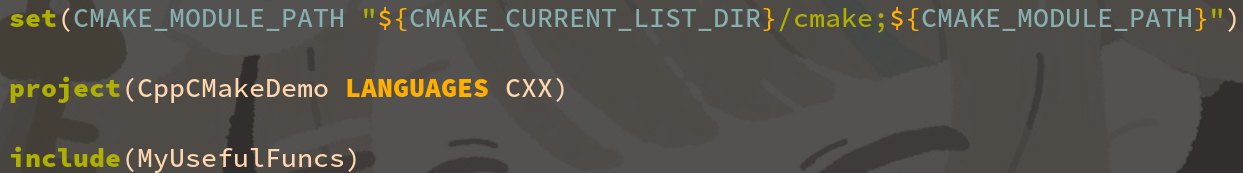 set(CMAKE_MODULE_PATH "${CMAKE_CURRENT_LIST_DIR}/cmake;${CMAKE_MODULE_PATH}")
project(CppCMakeDemo LANGUAGES CXX)
include(MyUsefulFuncs)